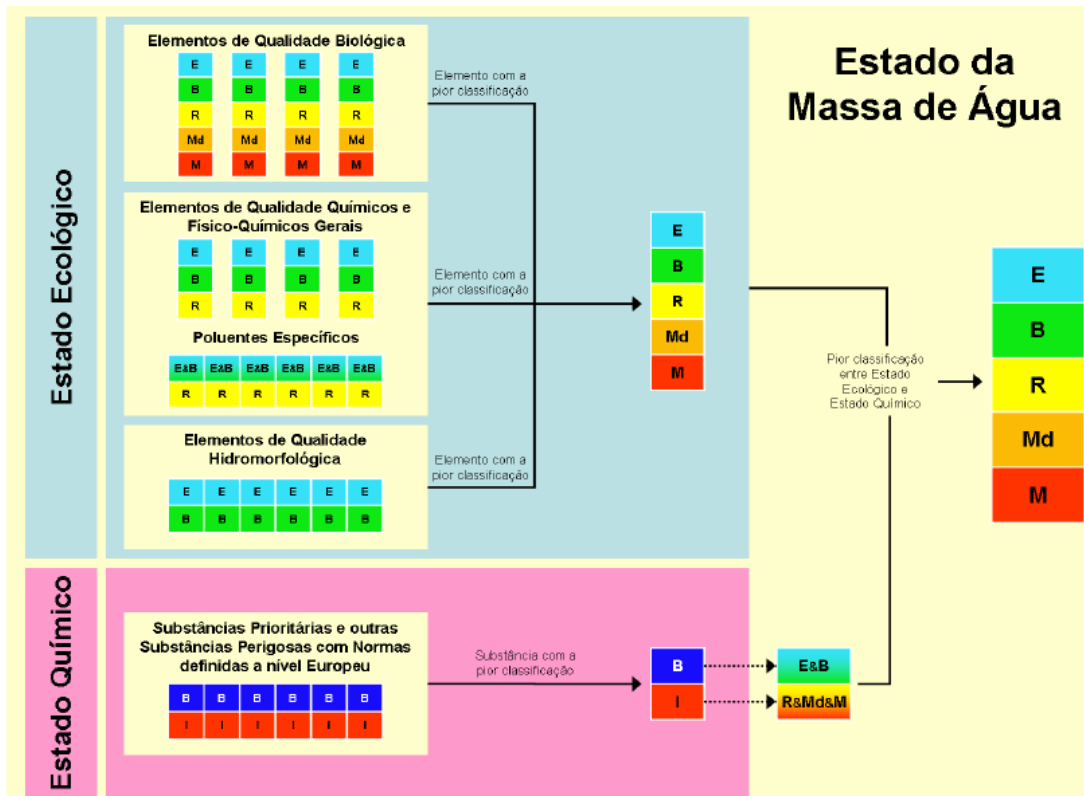 Estado da
Massa de Água
Estado Ecológico
Elementos de Qualidade Biológica
E E E E
B B B B
R R R R
Md Md Md Md
M M M M
Elemento com a
pior classificação
Elementos de Qualidade Químicos e
Físico-Químicos Gerais
E E E E
B B B B
R R R R
Poluentes Específicos
E&B E&B E&B E&B E&B E&B
R R R R R R
Elemento com a
pior classificação
Elementos de Qualidade
Hidromorfológica
E E E E E E
B B B B B B
Elemento com a
pior classificação
E
B
R
Md
M
Estado Químico
Substâncias Prioritárias e outras
Substâncias Perigosas com Normas
definidas a nível Europeu
B B B B B B
I I I I I I
Substância com a
pior classificação
B
I
E&B
R&Md&M
Pior classificação
entre Estado
Ecológico e
Estado Químico
E
B
R
Md
M